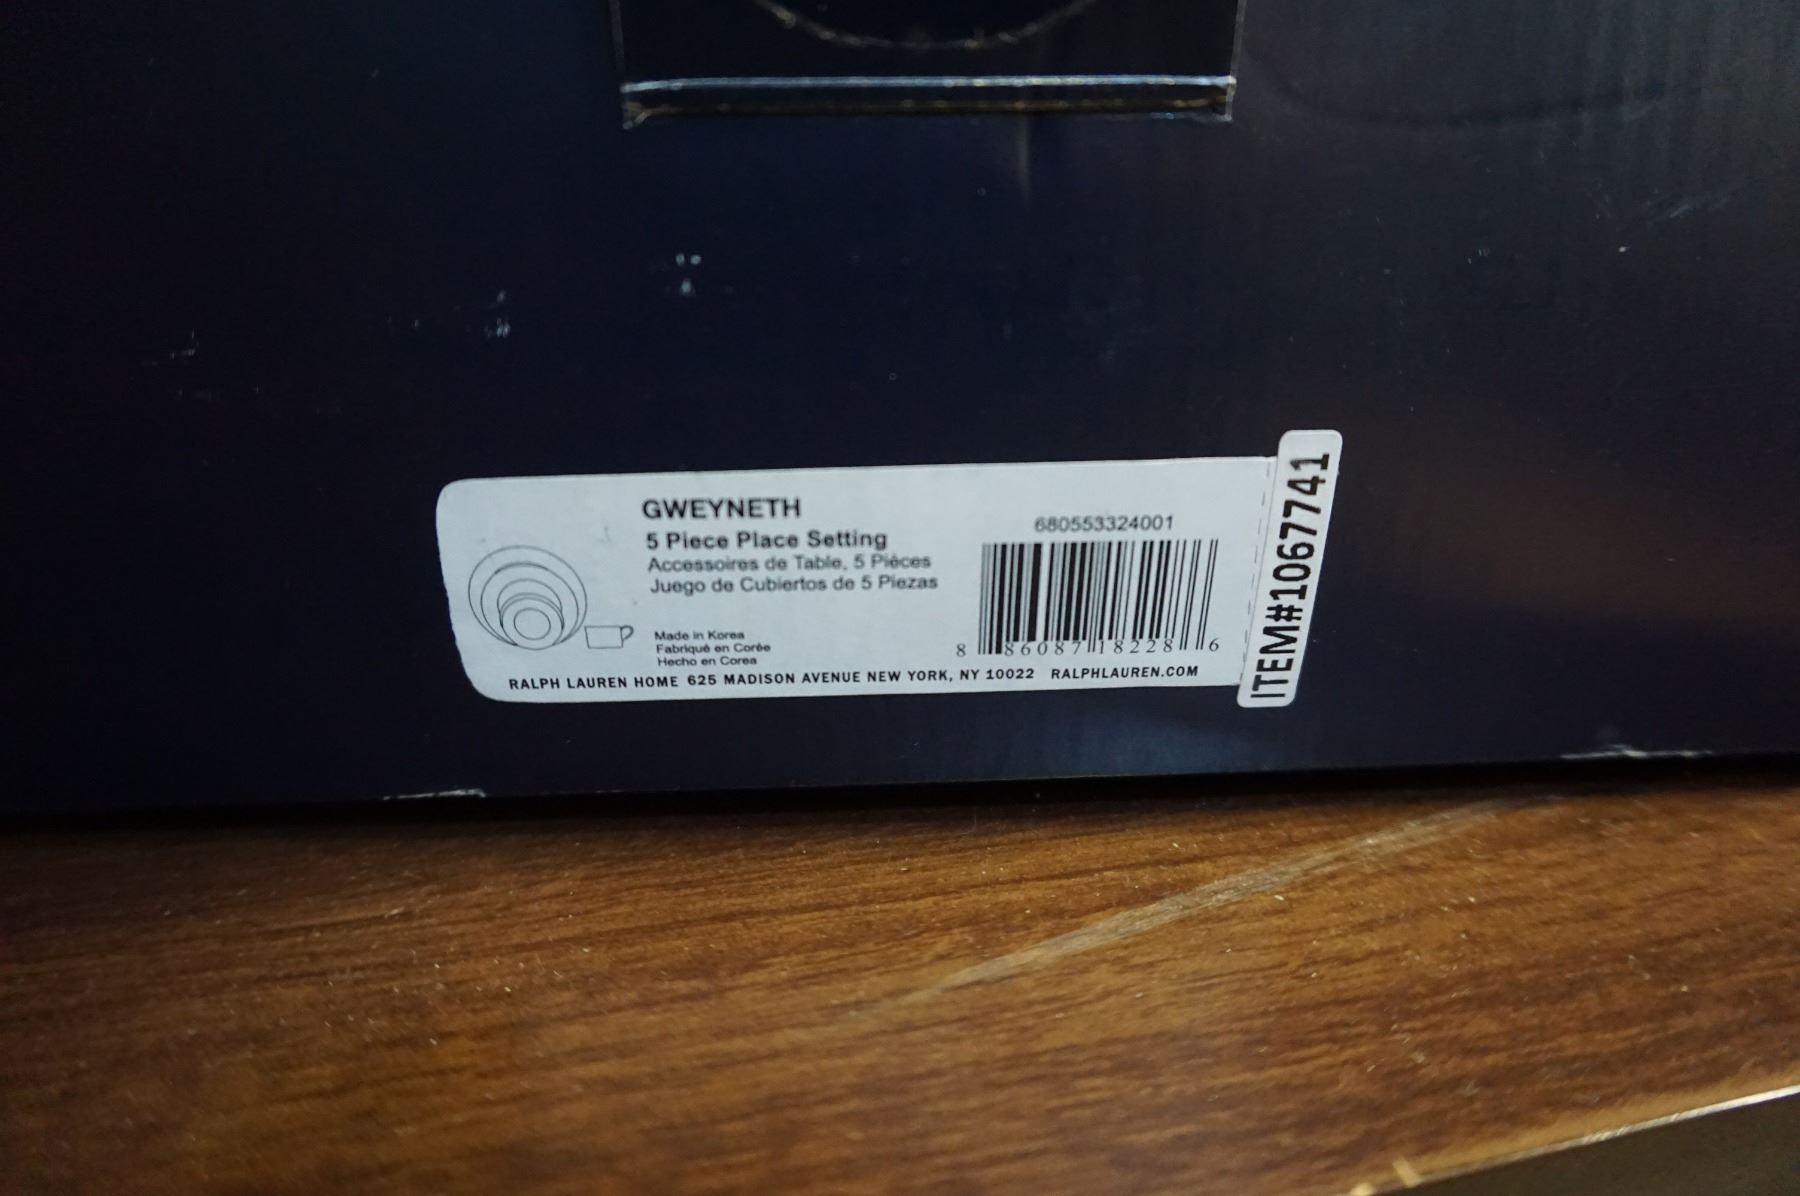 GWEYNETH
5 Piece Place Setting
Accessoires de Table, 5 Pièces
Juego de Cubiertos de 5 Piezas
Made in Korea
Fabriqué en Corée
Hecho en Corea
680553324001
8 86087 18228 6
RALPH LAUREN HOME 625 MADISON AVENUE NEW YORK, NY 10022 RALPHLAUREN.COM
ITEM#1067741